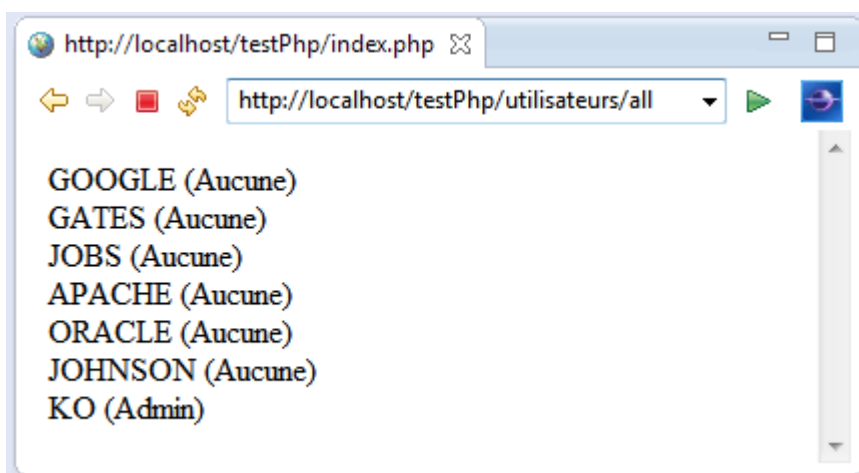 http://localhost/testPhp/index.php
http://localhost/testPhp/utilisateurs/all
GOOGLE (Aucune)
GATES (Aucune)
JOBS (Aucune)
APACHE (Aucune)
ORACLE (Aucune)
JOHNSON (Aucune)
KO (Admin)